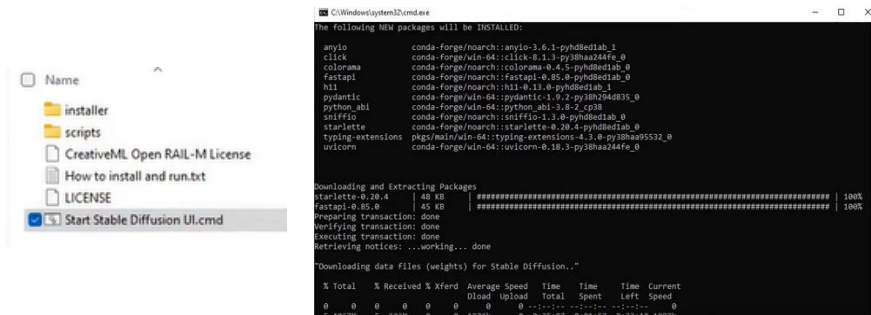 Name
installer
scripts
CreativeML Open RAIL-M License
How to install and run.txt
LICENSE
Start Stable Diffusion UI.cmd
C:\Windows\system32\cmd.exe
The following NEW packages will be INSTALLED:
anyio conda-forge/noarch::anyio-3.6.1-pyhd8ed1ab_1
click conda-forge/win-64::click-8.1.3-py38haa244fe_0
colorama conda-forge/noarch::colorama-0.4.5-pyhd8ed1ab_0
fastapi conda-forge/noarch::fastapi-0.85.0-pyhd8ed1ab_0
h11 conda-forge/noarch::h11-0.13.0-pyhd8ed1ab_1
pydantic conda-forge/win-64::pydantic-1.9.2-py38h294d835_0
python_abi conda-forge/win-64::python_abi-3.8-2_cp38
sniffio conda-forge/noarch::sniffio-1.3.0-pyhd8ed1ab_0
starlette conda-forge/noarch::starlette-0.20.4-pyhd8ed1ab_0
typing-extensions pkgs/main/win-64::typing-extensions-4.3.0-py38haa95532_0
uvicorn conda-forge/win-64::uvicorn-0.18.3-py38haa244fe_0
Downloading and Extracting Packages
starlette-0.20.4 | 48 KB | ############################################################################ | 100%
fastapi-0.85.0 | 45 KB | ############################################################################ | 100%
Preparing transaction: done
Verifying transaction: done
Executing transaction: done
Retrieving notices: ...working... done
"Downloading data files (weights) for Stable Diffusion.."
% Total % Received % Xferd Average Speed Time Time Time Current
Dload Upload Total Spent Left Speed
0 0 0 0 0 0 0 0 --:--:-- --:--:-- --:--:-- 0